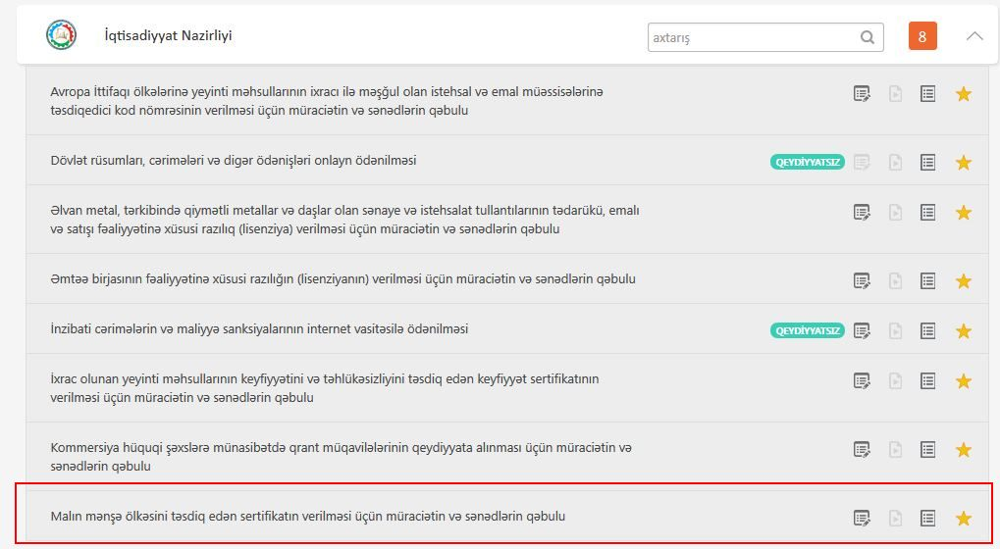 İqtisadiyyat Nazirliyi
axtarış
8
Avropa İttifaqı ölkələrinə yeyinti məhsullarının ixracı ilə məşğul olan istehsal və emal müəssisələrinə
təsdiqedici kod nömrəsinin verilməsi üçün müraciətin və sənədlərin qəbulu
Dövlət rüsumları, cərimələri və digər ödənişləri onlayn ödənilməsi
QEYDİYYATSIZ
Əlvan metal, tərkibində qiymətli metallar və daşlar olan sənaye və istehsalat tullantılarının tədarükü, emalı
və satışı fəaliyyətinə xüsusi razılıq (lisenziya) verilməsi üçün müraciətin və sənədlərin qəbulu
Əmtəə birjasının fəaliyyətinə xüsusi razılığın (lisenziyanın) verilməsi üçün müraciətin və sənədlərin qəbulu
İnzibati cərimələrin və maliyyə sanksiyalarının internet vasitəsilə ödənilməsi
QEYDİYYATSIZ
İxrac olunan yeyinti məhsullarının keyfiyyətini və təhlükəsizliyini təsdiq edən keyfiyyət sertifikatının
verilməsi üçün müraciətin və sənədlərin qəbulu
Kommersiya hüquqi şəxslərə münasibətdə qrant müqavilələrinin qeydiyyata alınması üçün müraciətin və
sənədlərin qəbulu
Malın mənşə ölkəsini təsdiq edən sertifikatın verilməsi üçün müraciətin və sənədlərin qəbulu